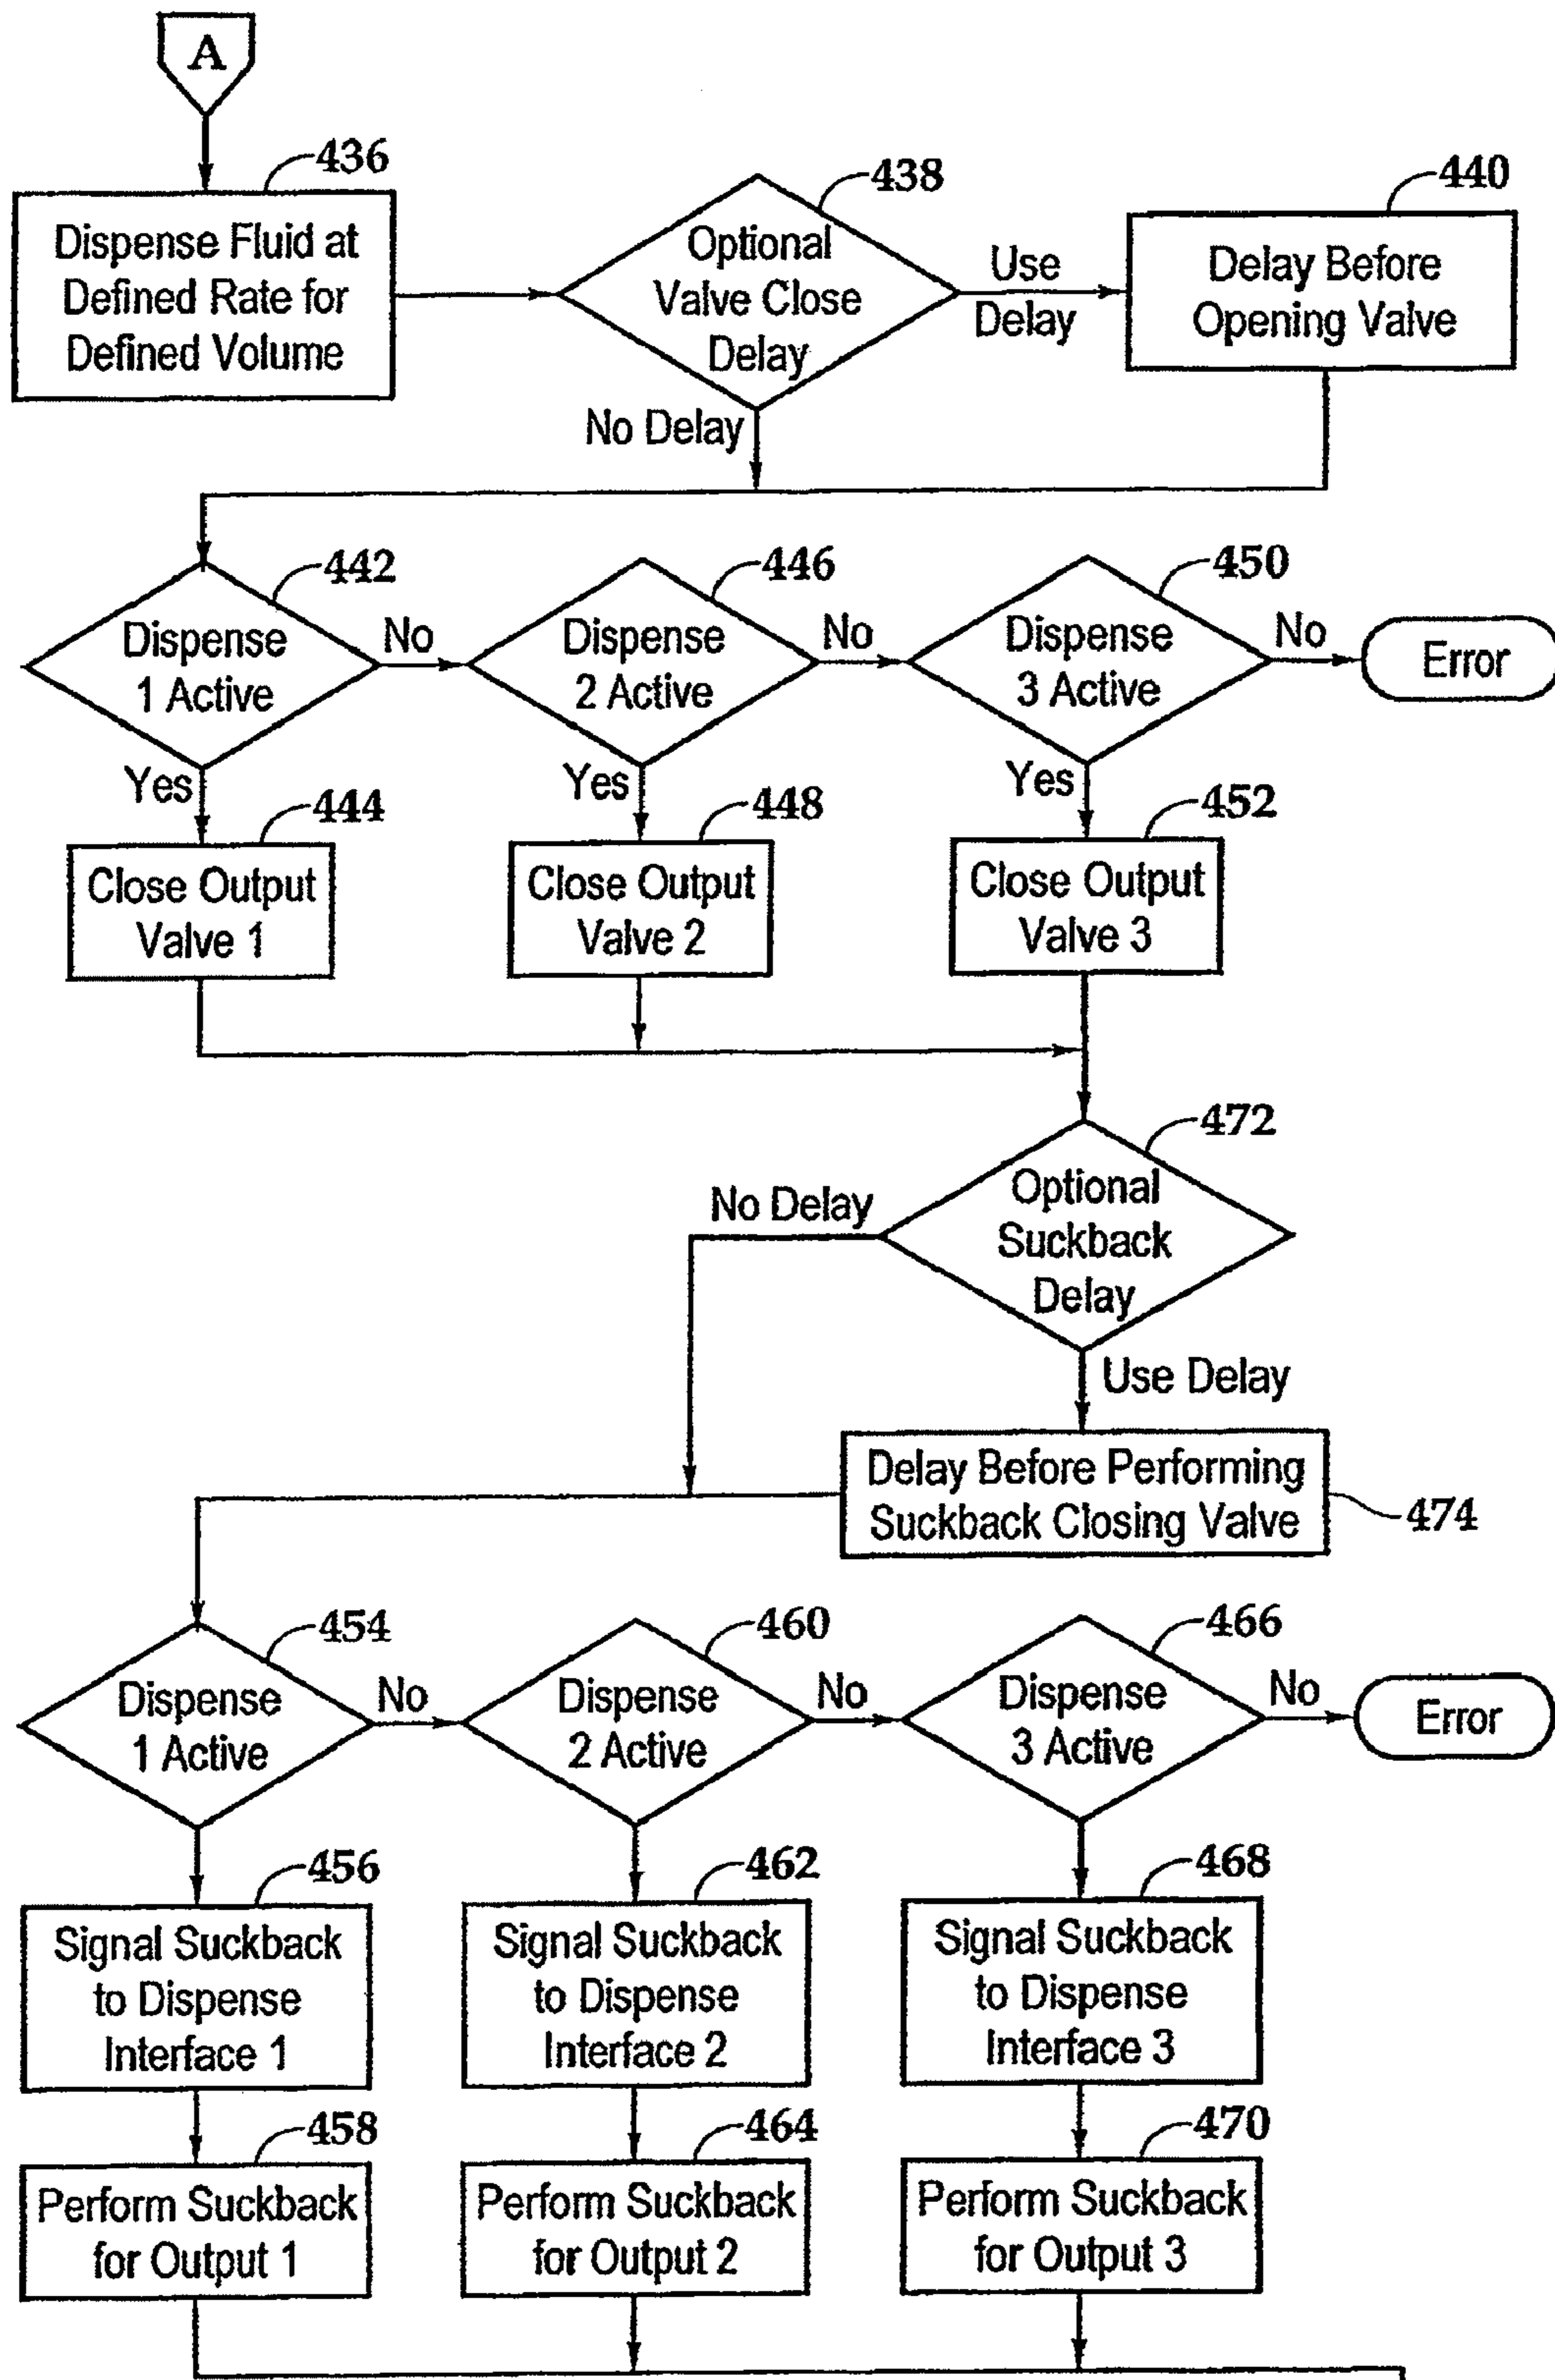 A
436
Dispense Fluid at
Defined Rate for
Defined Volume
438
Optional
Valve Close
Delay
Use
Delay
440
Delay Before
Opening Valve
No Delay
442
Dispense
1 Active
No
446
Dispense
2 Active
No
450
Dispense
3 Active
No
Error
Yes
444
Close Output
Valve 1
Yes
448
Close Output
Valve 2
Yes
452
Close Output
Valve 3
472
Optional
Suckback
Delay
No Delay
Use Delay
Delay Before Performing
Suckback Closing Valve
474
454
Dispense
1 Active
No
460
Dispense
2 Active
No
466
Dispense
3 Active
No
Error
456
Signal Suckback
to Dispense
Interface 1
462
Signal Suckback
to Dispense
Interface 2
468
Signal Suckback
to Dispense
Interface 3
458
Perform Suckback
for Output 1
464
Perform Suckback
for Output 2
470
Perform Suckback
for Output 3